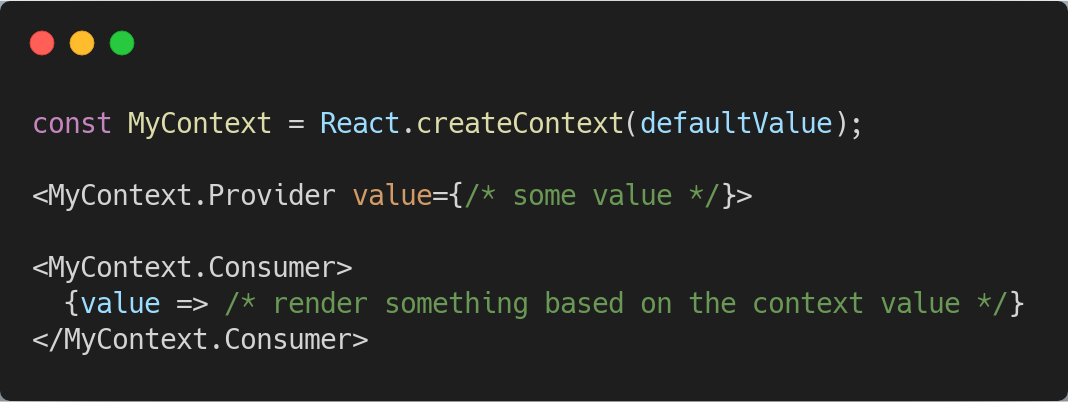 const MyContext = React.createContext(defaultValue);
<MyContext.Provider value={/* some value */}>
<MyContext.Consumer>
{value => /* render something based on the context value */}
</MyContext.Consumer>